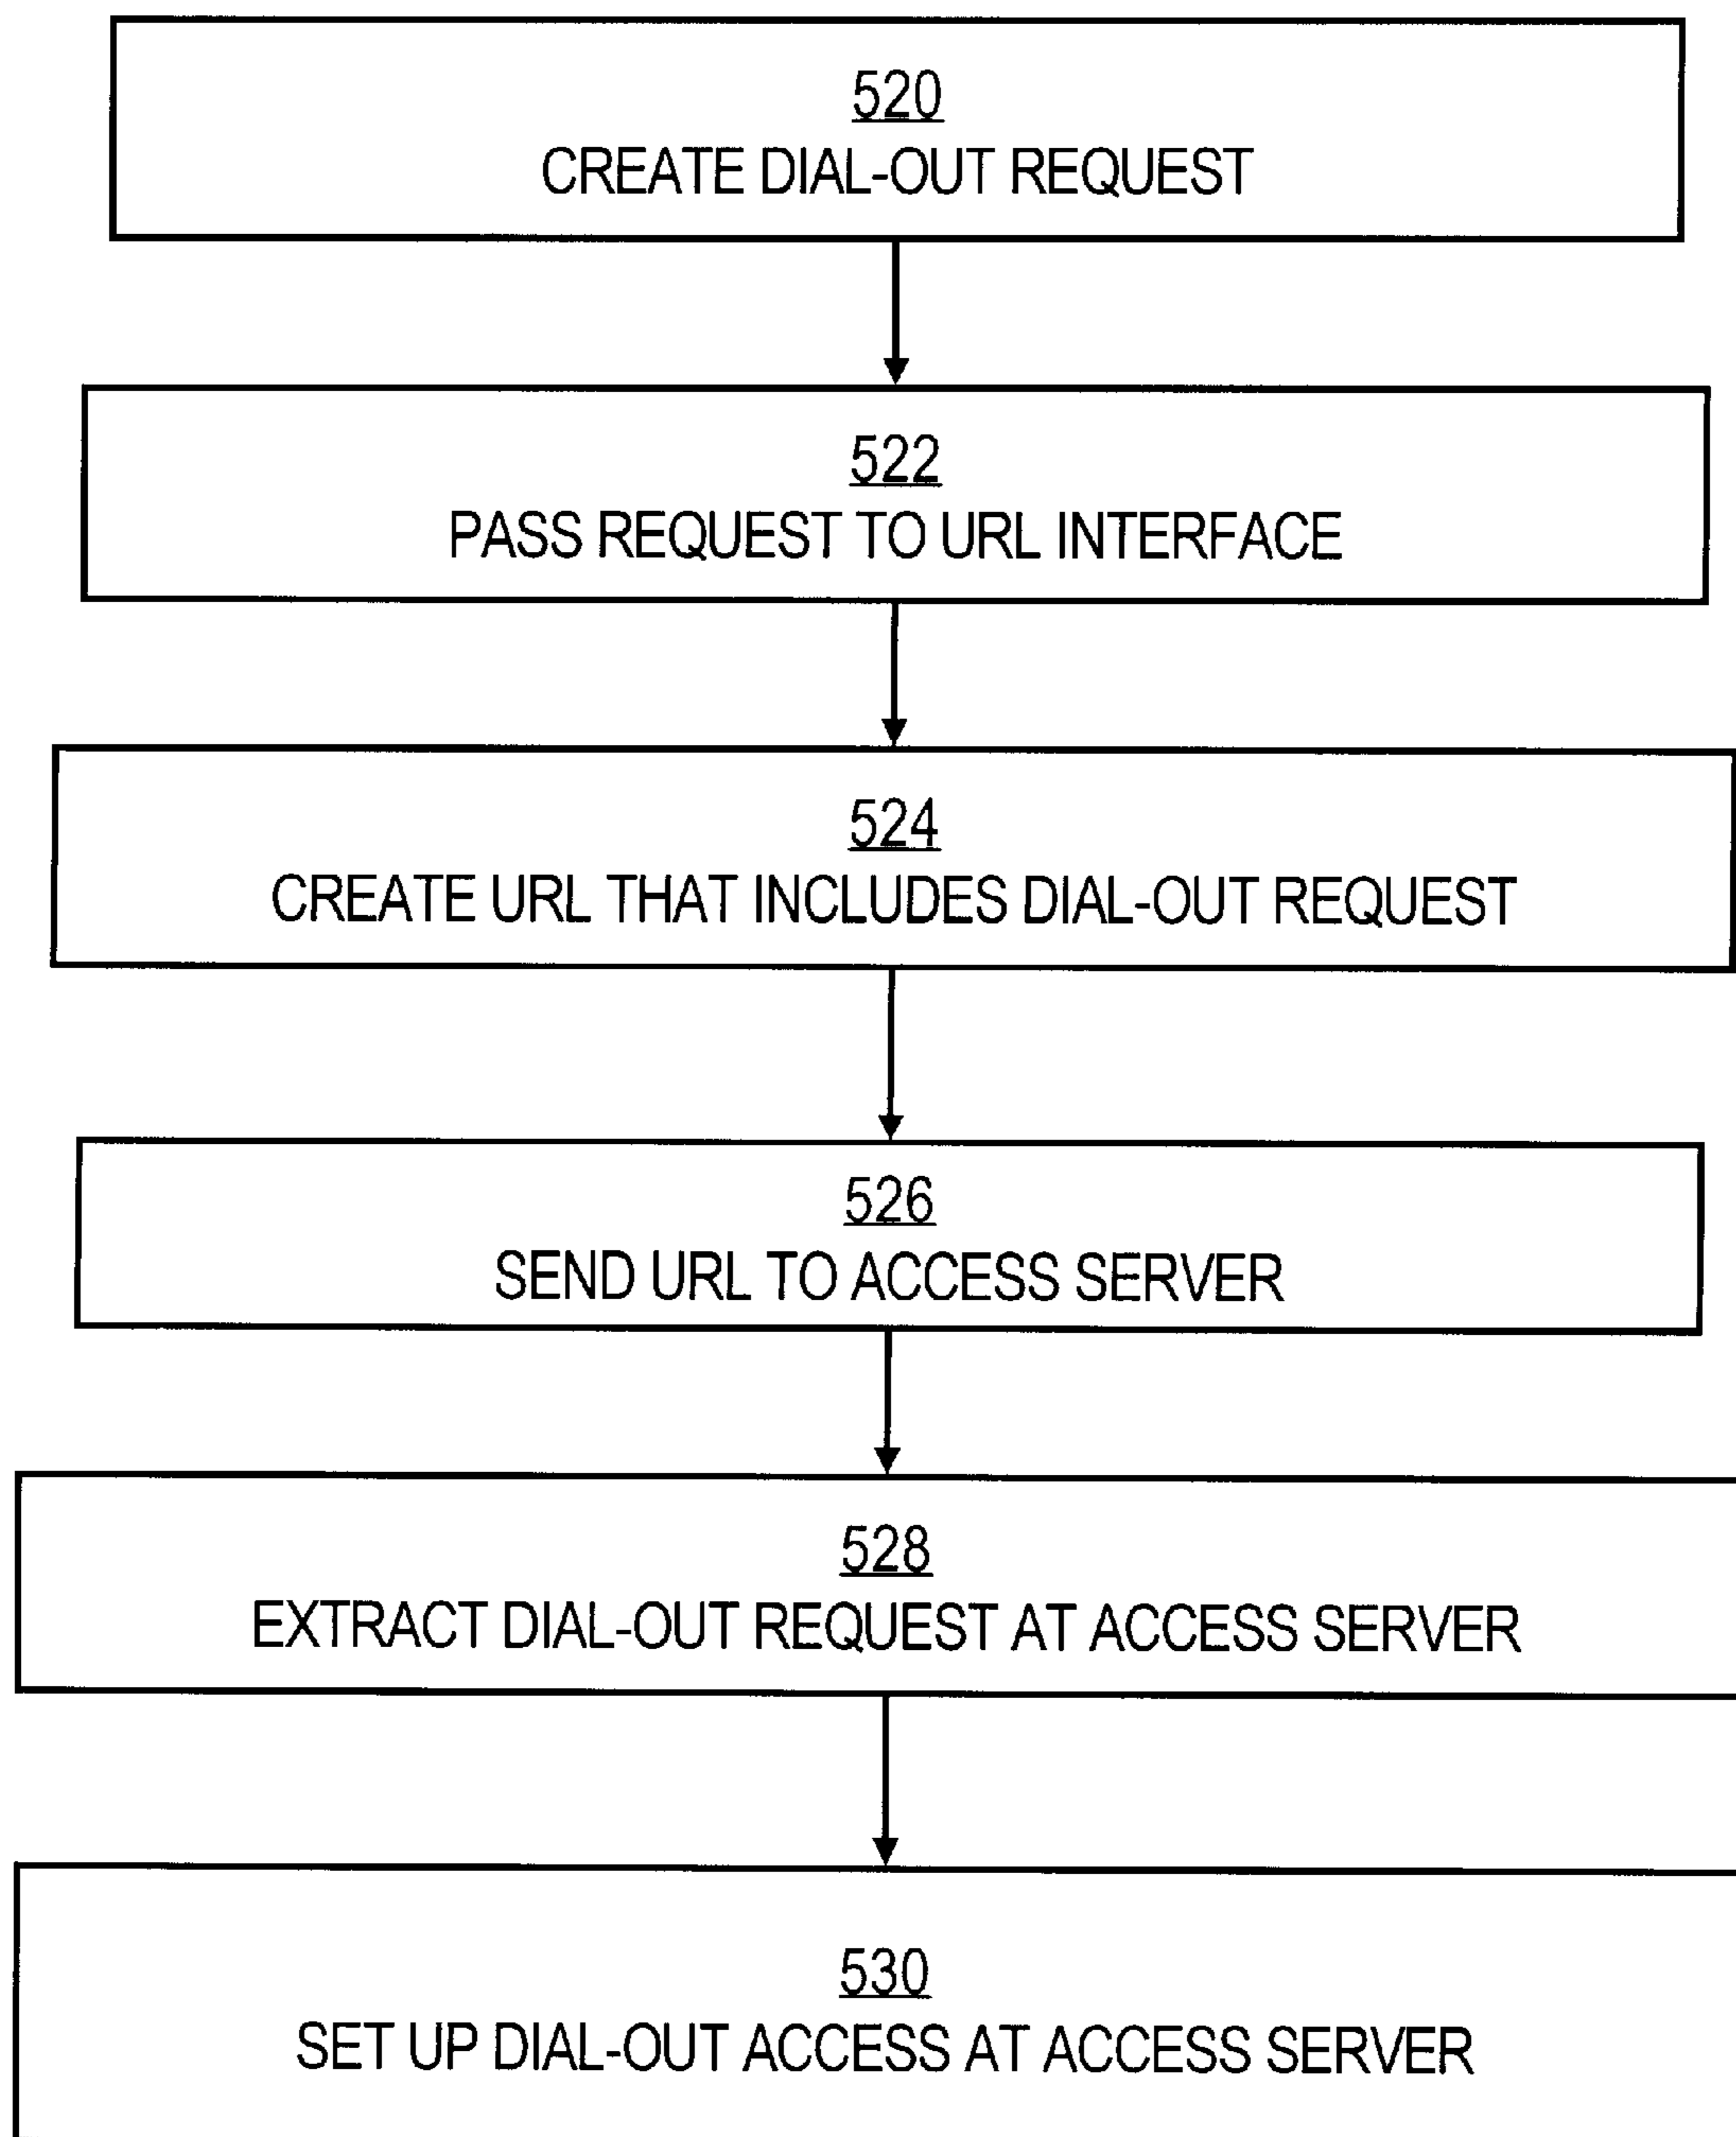 520
CREATE DIAL-OUT REQUEST
522
PASS REQUEST TO URL INTERFACE
524
CREATE URL THAT INCLUDES DIAL-OUT REQUEST
526
SEND URL TO ACCESS SERVER
528
EXTRACT DIAL-OUT REQUEST AT ACCESS SERVER
530
SET UP DIAL-OUT ACCESS AT ACCESS SERVER